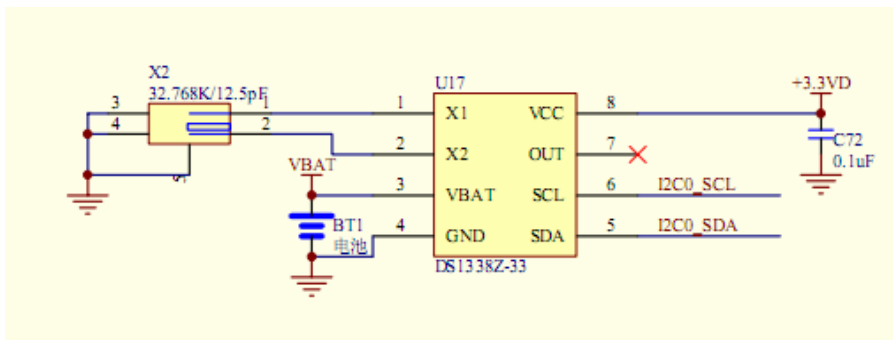 X2
32.768K/12.5pF
3
4
1
2
5
VBAT
BT1
电池
U17
1
X1
2
X2
3
VBAT
4
GND
VCC
8
OUT
7
SCL
6
I2C0_SCL
SDA
5
I2C0_SDA
DS1338Z-33
+3.3VD
C72
0.1uF